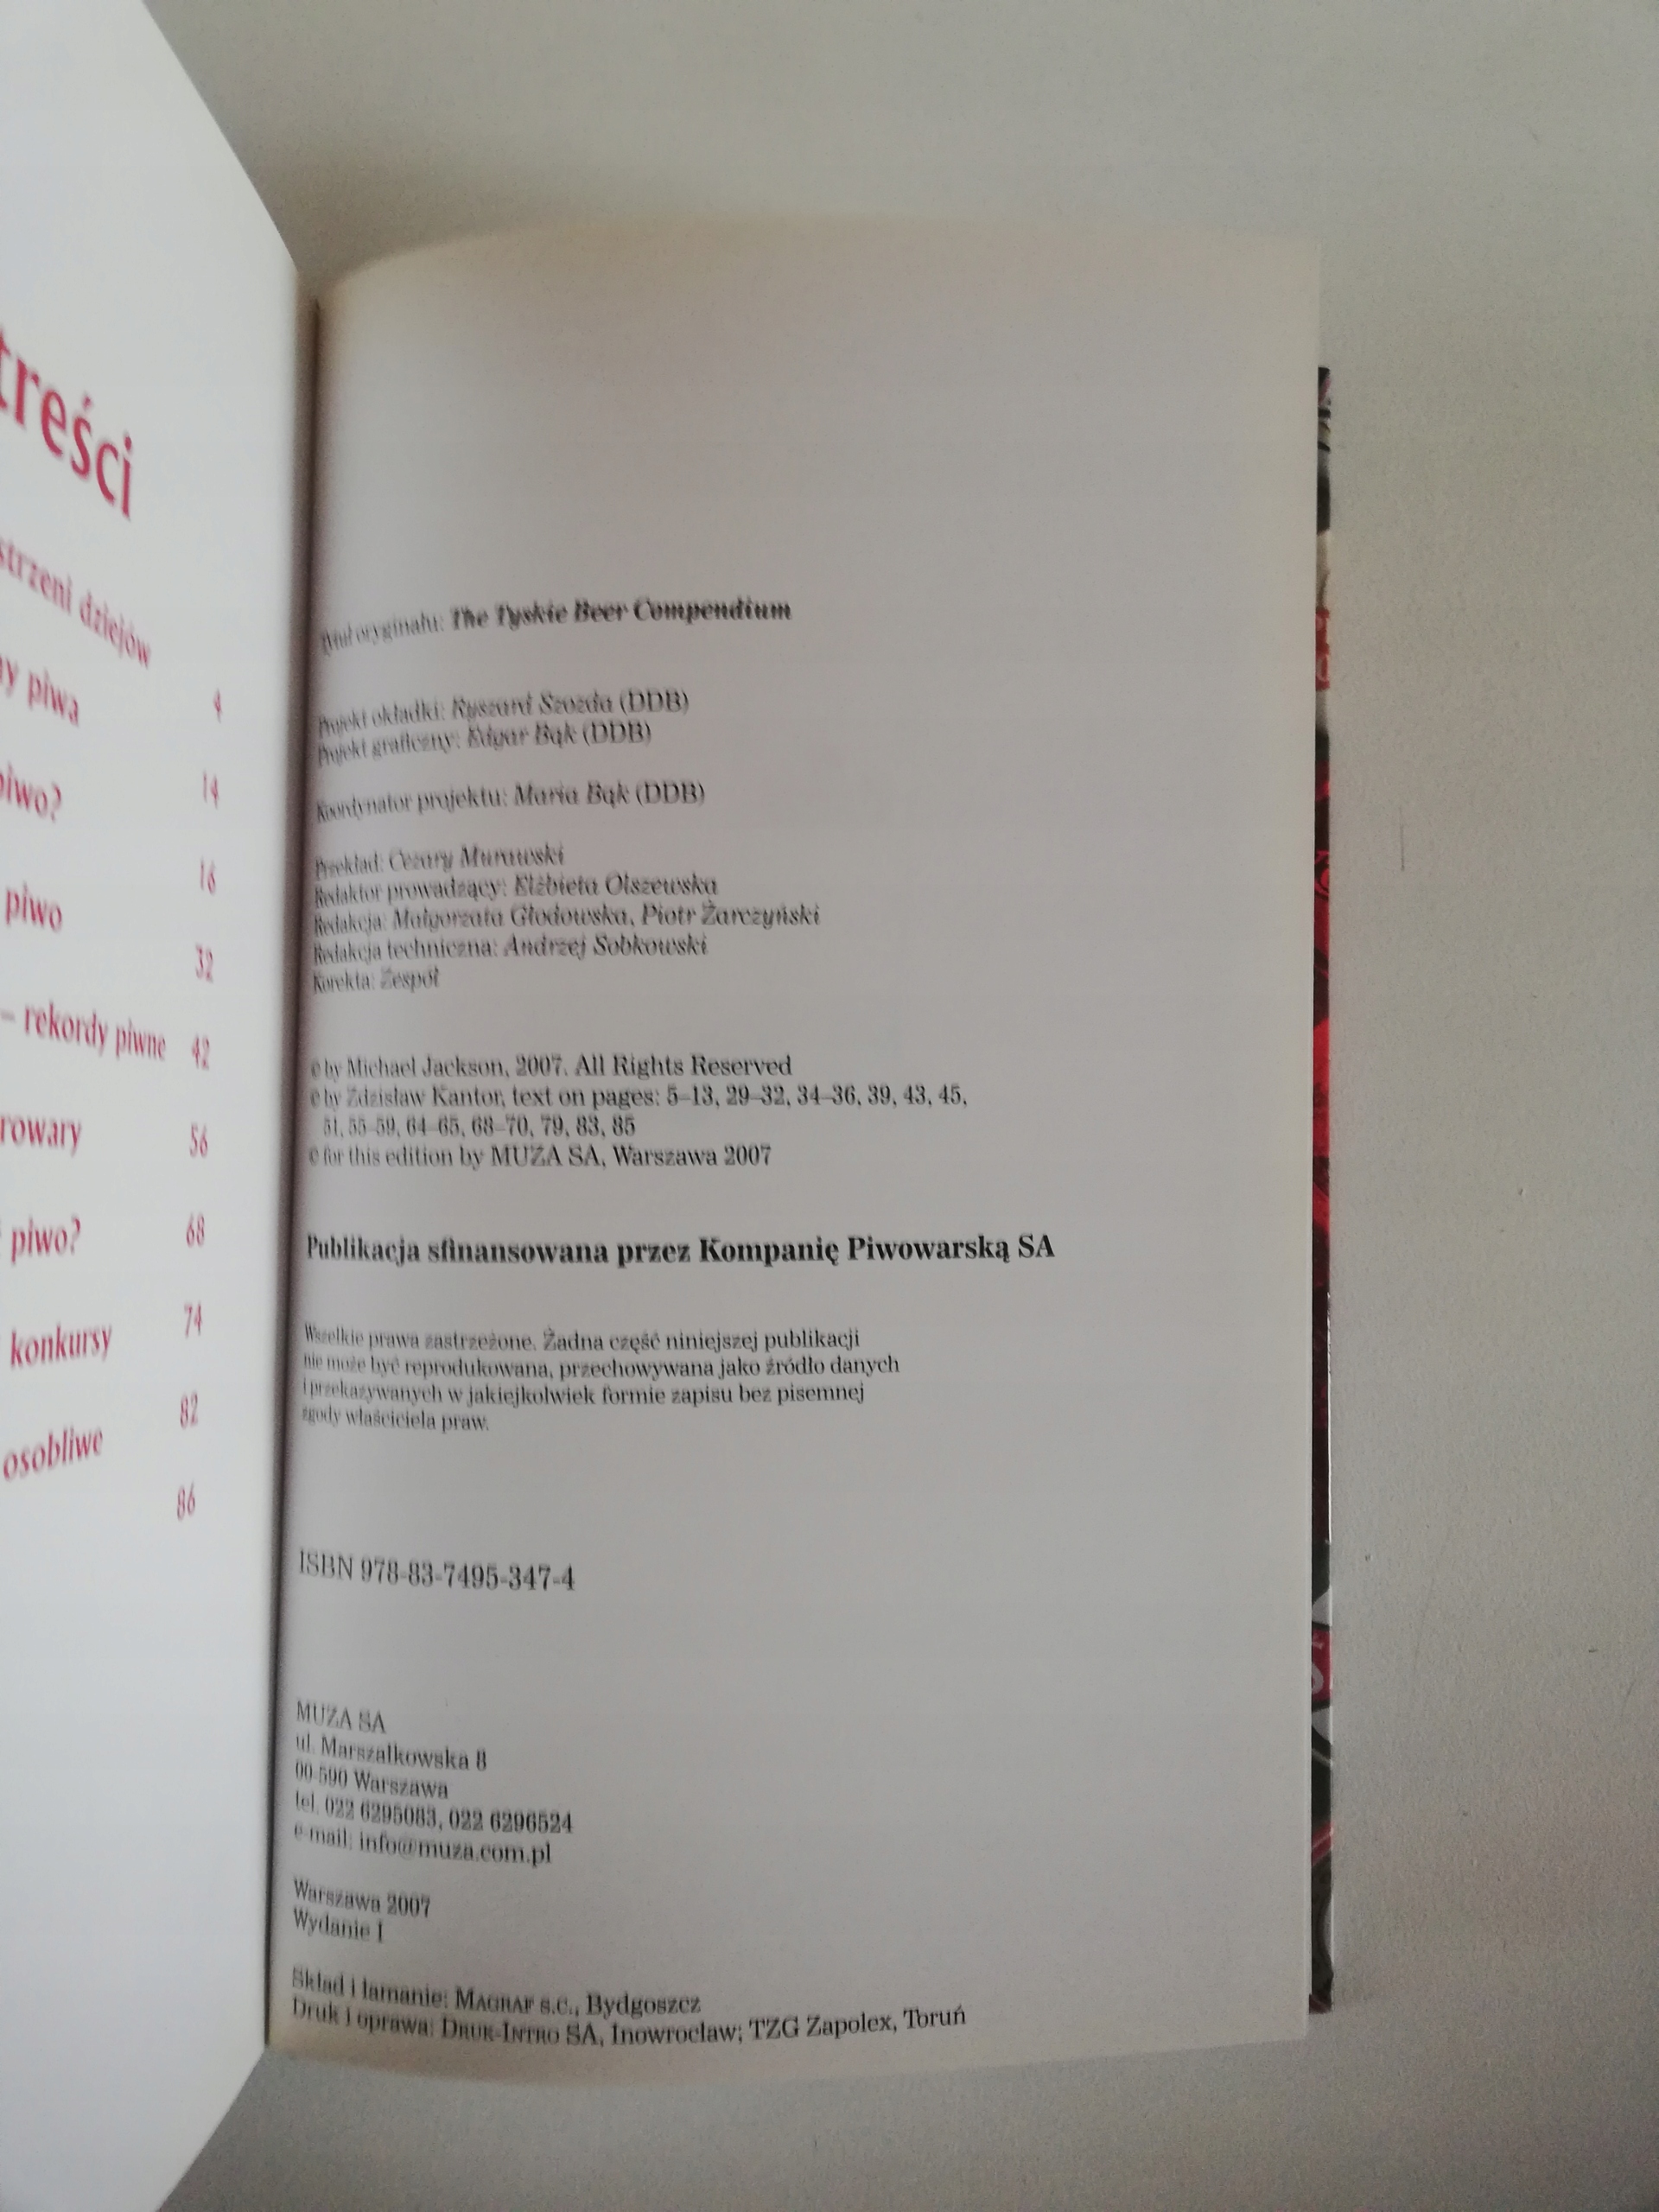 treści
strzeni dziejów
4
y piwa
14
piwo?
16
piwo
32
– rekordy piwne 42
rowary
56
piwo?
68
konkursy
74
82
osobliwe
86
Tytuł oryginału: The Tyskie Beer Compendium
Projekt okładki: Ryszard Szozda (DDB)
Projekt graficzny: Edgar Bąk (DDB)
Koordynator projektu: Maria Bąk (DDB)
Przekład: Cezary Murawski
Redaktor prowadzący: Elżbieta Olszewska
Redakcja: Małgorzata Głodowska, Piotr Żarczyński
Redakcja techniczna: Andrzej Sobkowski
Korekta: Zespół
© by Michael Jackson, 2007. All Rights Reserved
© by Zdzisław Kantor, text on pages: 5–13, 29–32, 34–36, 39, 43, 45,
51, 55–59, 64–65, 68–70, 79, 83, 85
© for this edition by MUZA SA, Warszawa 2007
Publikacja sfinansowana przez Kompanię Piwowarską SA
Wszelkie prawa zastrzeżone. Żadna część niniejszej publikacji
nie może być reprodukowana, przechowywana jako źródło danych
i przekazywanych w jakiejkolwiek formie zapisu bez pisemnej
zgody właściciela praw.
ISBN 978-83-7495-347-4
MUZA SA
ul. Marszałkowska 8
00-590 Warszawa
tel. 022 6295083, 022 6296524
e-mail: info@muza.com.pl
Warszawa 2007
Wydanie I
Skład i łamanie: MAGRAF s.c., Bydgoszcz
Druk i oprawa: DRUK-INTRO SA, Inowrocław; TZG Zapolex, Toruń